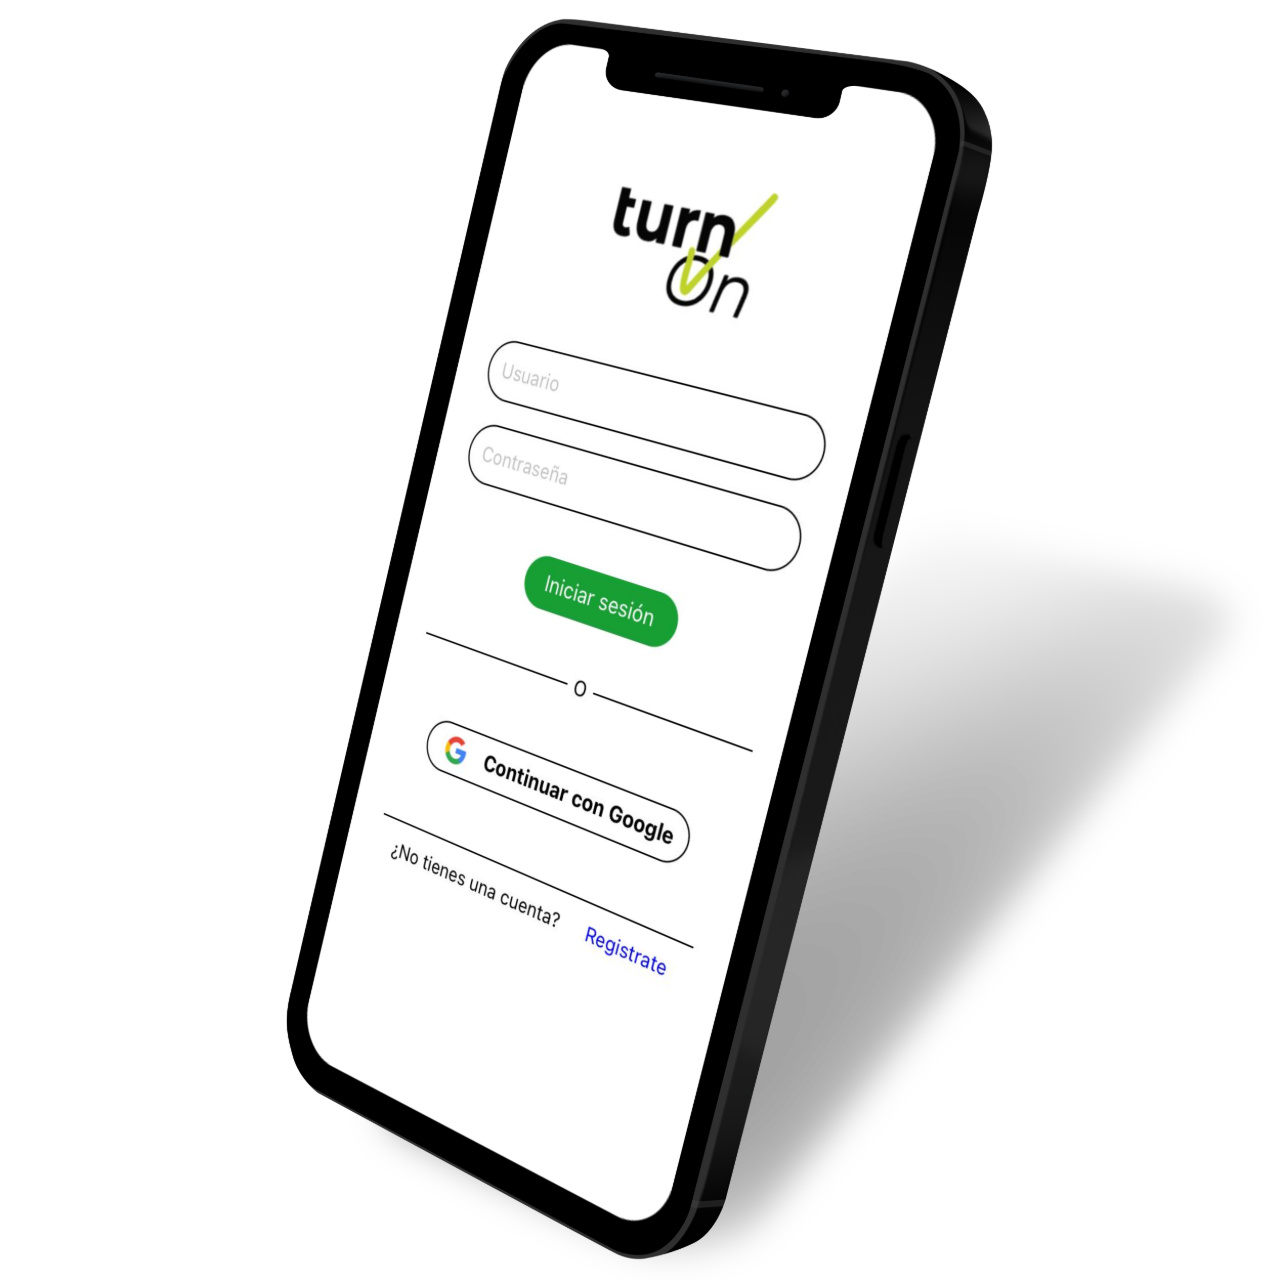 turn
On
Usuario
Contraseña
Iniciar sesión
O
Continuar con Google
¿No tienes una cuenta? Registrate